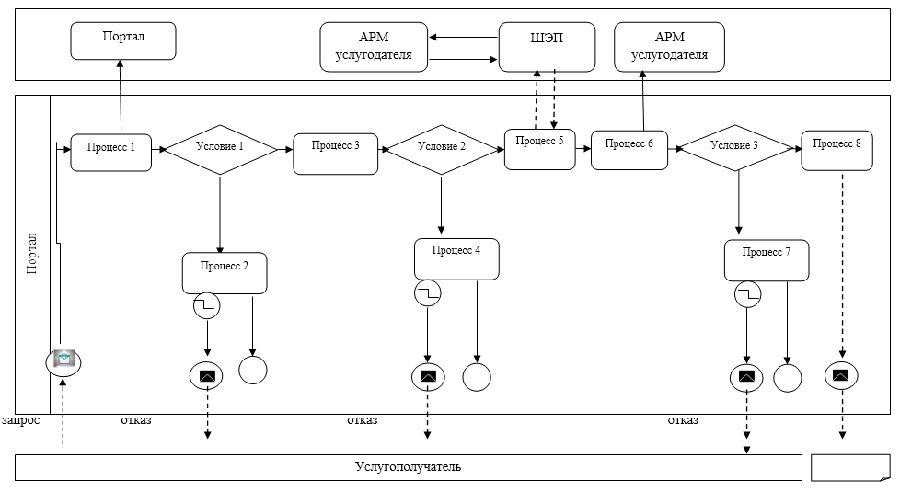 Портал
АРМ
услугодателя
ШЭП
АРМ
услугодателя
Портал
Процесс 1
Условие 1
Процесс 3
Условие 2
Процесс 5
Процесс 6
Условие 3
Процесс 8
Процесс 2
Процесс 4
Процесс 7
запрос
отказ
отказ
отказ
Услугополучатель